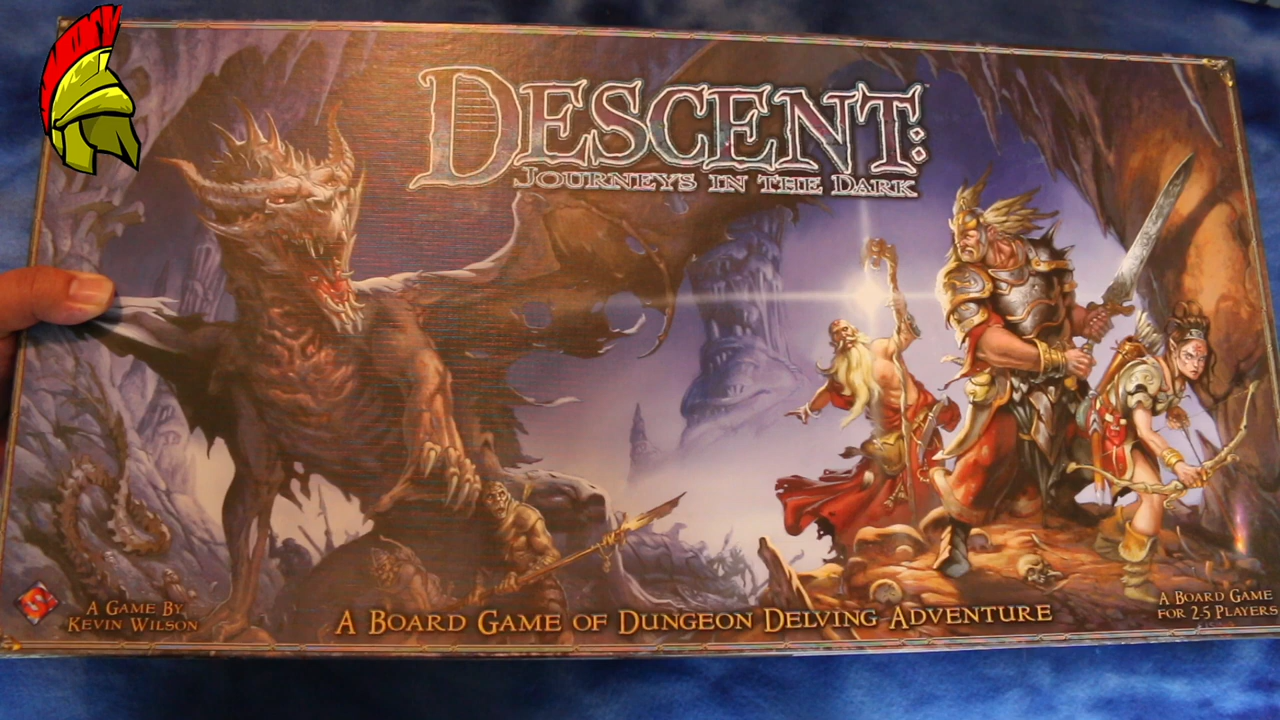 DESCENT:
JOURNEYS IN THE DARK
A GAME BY
KEVIN WILSON
A BOARD GAME OF DUNGEON DELVING ADVENTURE
A BOARD GAME
FOR 2-5 PLAYERS